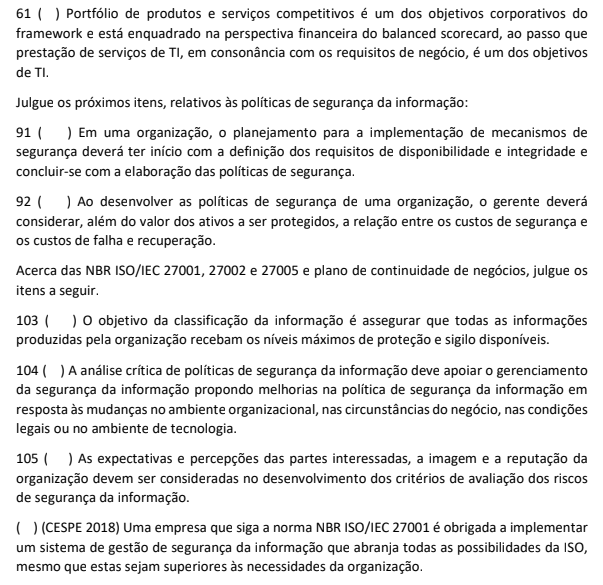 61 ( ) Portfólio de produtos e serviços competitivos é um dos objetivos corporativos do
framework e está enquadrado na perspectiva financeira do balanced scorecard, ao passo que
prestação de serviços de TI, em consonância com os requisitos de negócio, é um dos objetivos
de TI.
Julgue os próximos itens, relativos às políticas de segurança da informação:
91 ( ) Em uma organização, o planejamento para a implementação de mecanismos de
segurança deverá ter início com a definição dos requisitos de disponibilidade e integridade e
concluir-se com a elaboração das políticas de segurança.
92 ( ) Ao desenvolver as políticas de segurança de uma organização, o gerente deverá
considerar, além do valor dos ativos a ser protegidos, a relação entre os custos de segurança e
os custos de falha e recuperação.
Acerca das NBR ISO/IEC 27001, 27002 e 27005 e plano de continuidade de negócios, julgue os
itens a seguir.
103 ( ) O objetivo da classificação da informação é assegurar que todas as informações
produzidas pela organização recebam os níveis máximos de proteção e sigilo disponíveis.
104 ( ) A análise crítica de políticas de segurança da informação deve apoiar o gerenciamento
da segurança da informação propondo melhorias na política de segurança da informação em
resposta às mudanças no ambiente organizacional, nas circunstâncias do negócio, nas condições
legais ou no ambiente de tecnologia.
105 ( ) As expectativas e percepções das partes interessadas, a imagem e a reputação da
organização devem ser consideradas no desenvolvimento dos critérios de avaliação dos riscos
de segurança da informação.
( ) (CESPE 2018) Uma empresa que siga a norma NBR ISO/IEC 27001 é obrigada a implementar
um sistema de gestão de segurança da informação que abranja todas as possibilidades da ISO,
mesmo que estas sejam superiores às necessidades da organização.